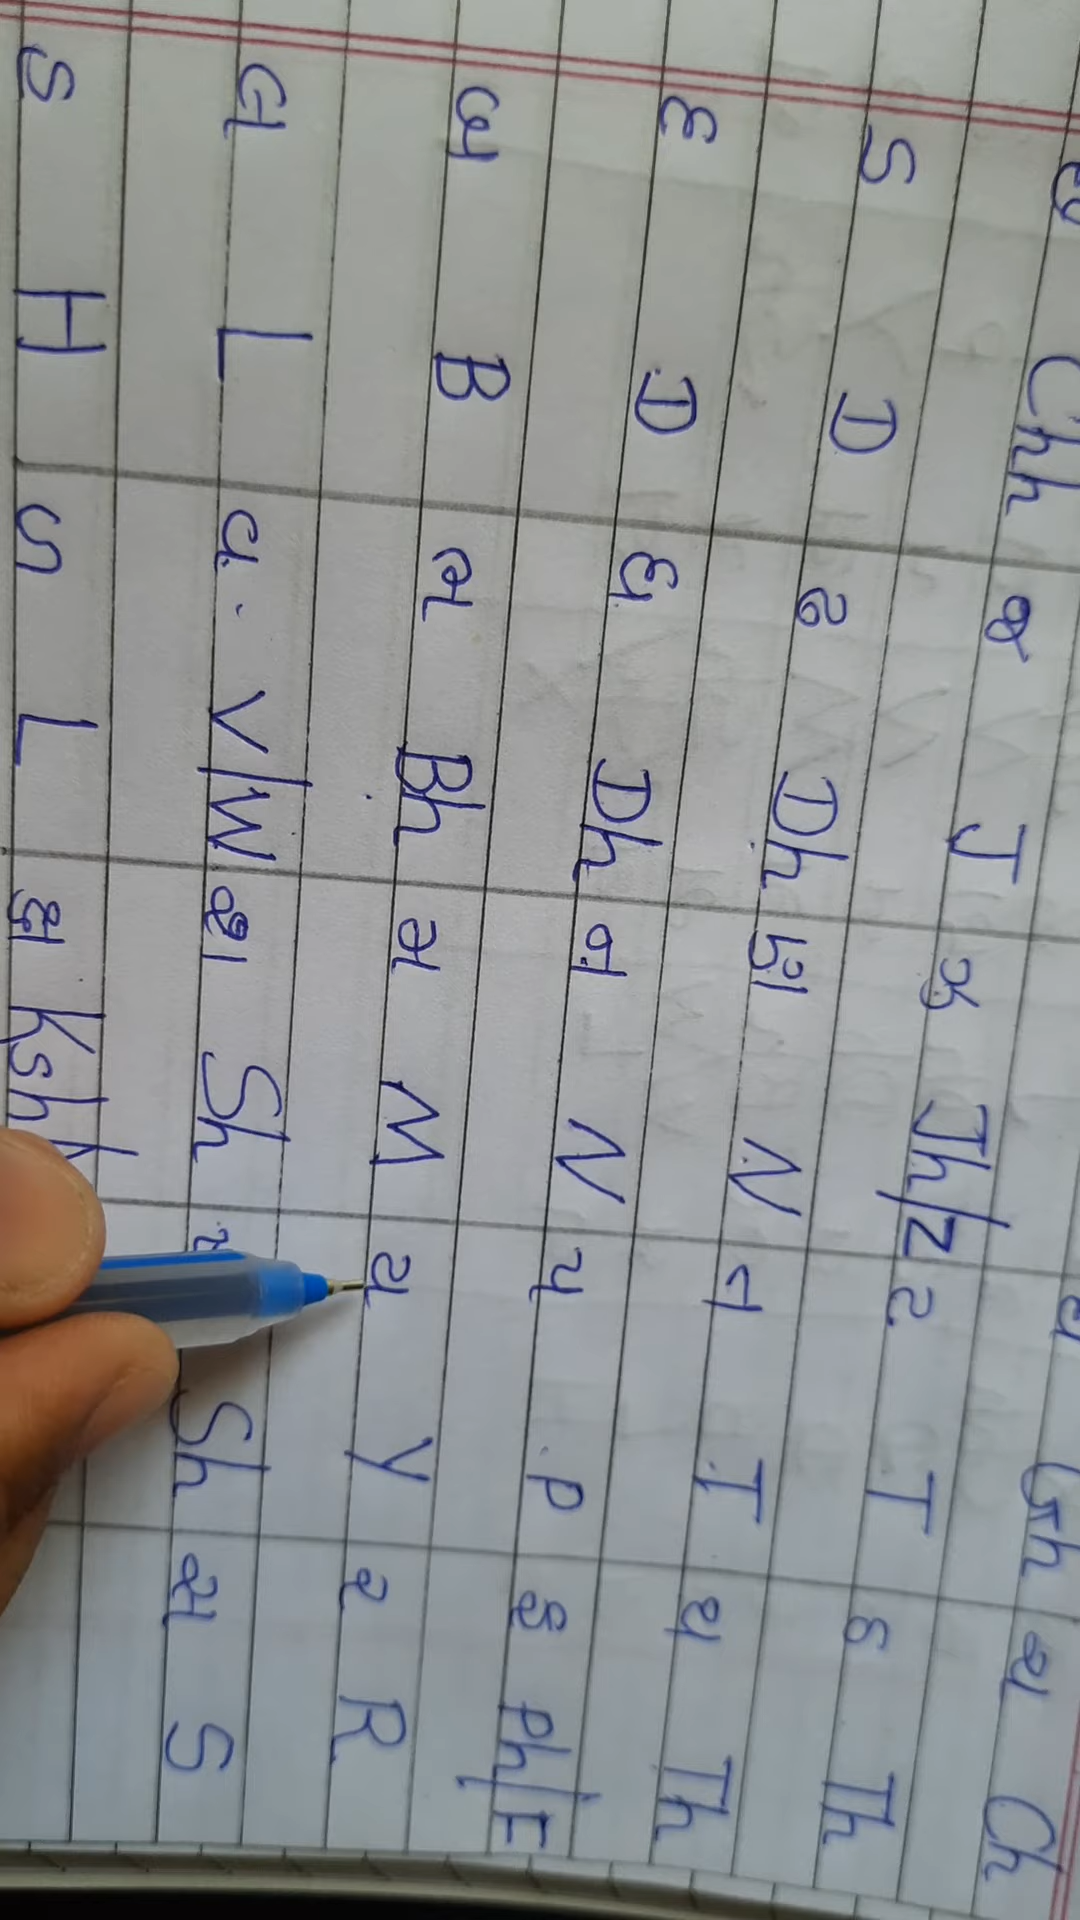 ઘ Gh ચ Ch
છ Chh જ J ઝ Jh/Z ટ T ઠ Th
ડ D ઢ Dh ણ N ત T થ Th
દ D ધ Dh ન N પ P ફ Ph/F
બ B ભ Bh મ M ય Y ર R
લ L વ V/W શ Sh Sh સ S
હ H ળ L ક્ષ Ksh